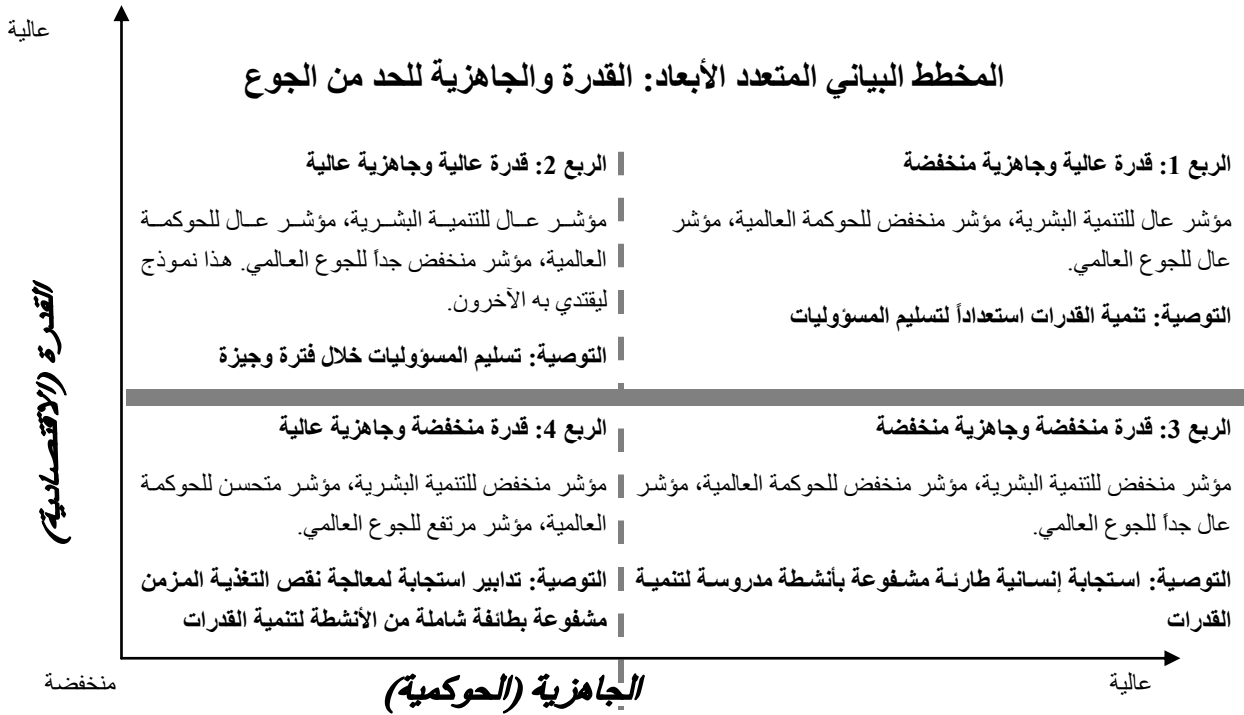 عالية
المخطط البياني المتعدد الأبعاد: القدرة والجاهزية للحد من الجوع
الربع 1: قدرة عالية وجاهزية منخفضة
مؤشر عال للتنمية البشرية، مؤشر منخفض للحوكمة العالمية، مؤشر
عال للجوع العالمي.
التوصية: تنمية القدرات استعداداً لتسليم المسؤوليات
الربع 2: قدرة عالية وجاهزية عالية
مؤشر عال للتنمية البشرية، مؤشر عال للحوكمة
العالمية، مؤشر منخفض جداً للجوع العالمي. هذا نموذج
ليقتدي به الآخرون.
التوصية: تسليم المسؤوليات خلال فترة وجيزة
القدرة (الاقتصادية)
الربع 3: قدرة منخفضة وجاهزية منخفضة
مؤشر منخفض للتنمية البشرية، مؤشر منخفض للحوكمة العالمية، مؤشر
عال جداً للجوع العالمي.
التوصية: استجابة إنسانية طارئة مشفوعة بأنشطة مدروسة لتنمية
القدرات
الربع 4: قدرة منخفضة وجاهزية عالية
مؤشر منخفض للتنمية البشرية، مؤشر متحسن للحوكمة
العالمية، مؤشر مرتفع للجوع العالمي.
التوصية: تدابير استجابة لمعالجة نقص التغذية المزمن
مشفوعة بطائفة شاملة من الأنشطة لتنمية القدرات
عالية
الجاهزية (الحوكمية)
منخفضة